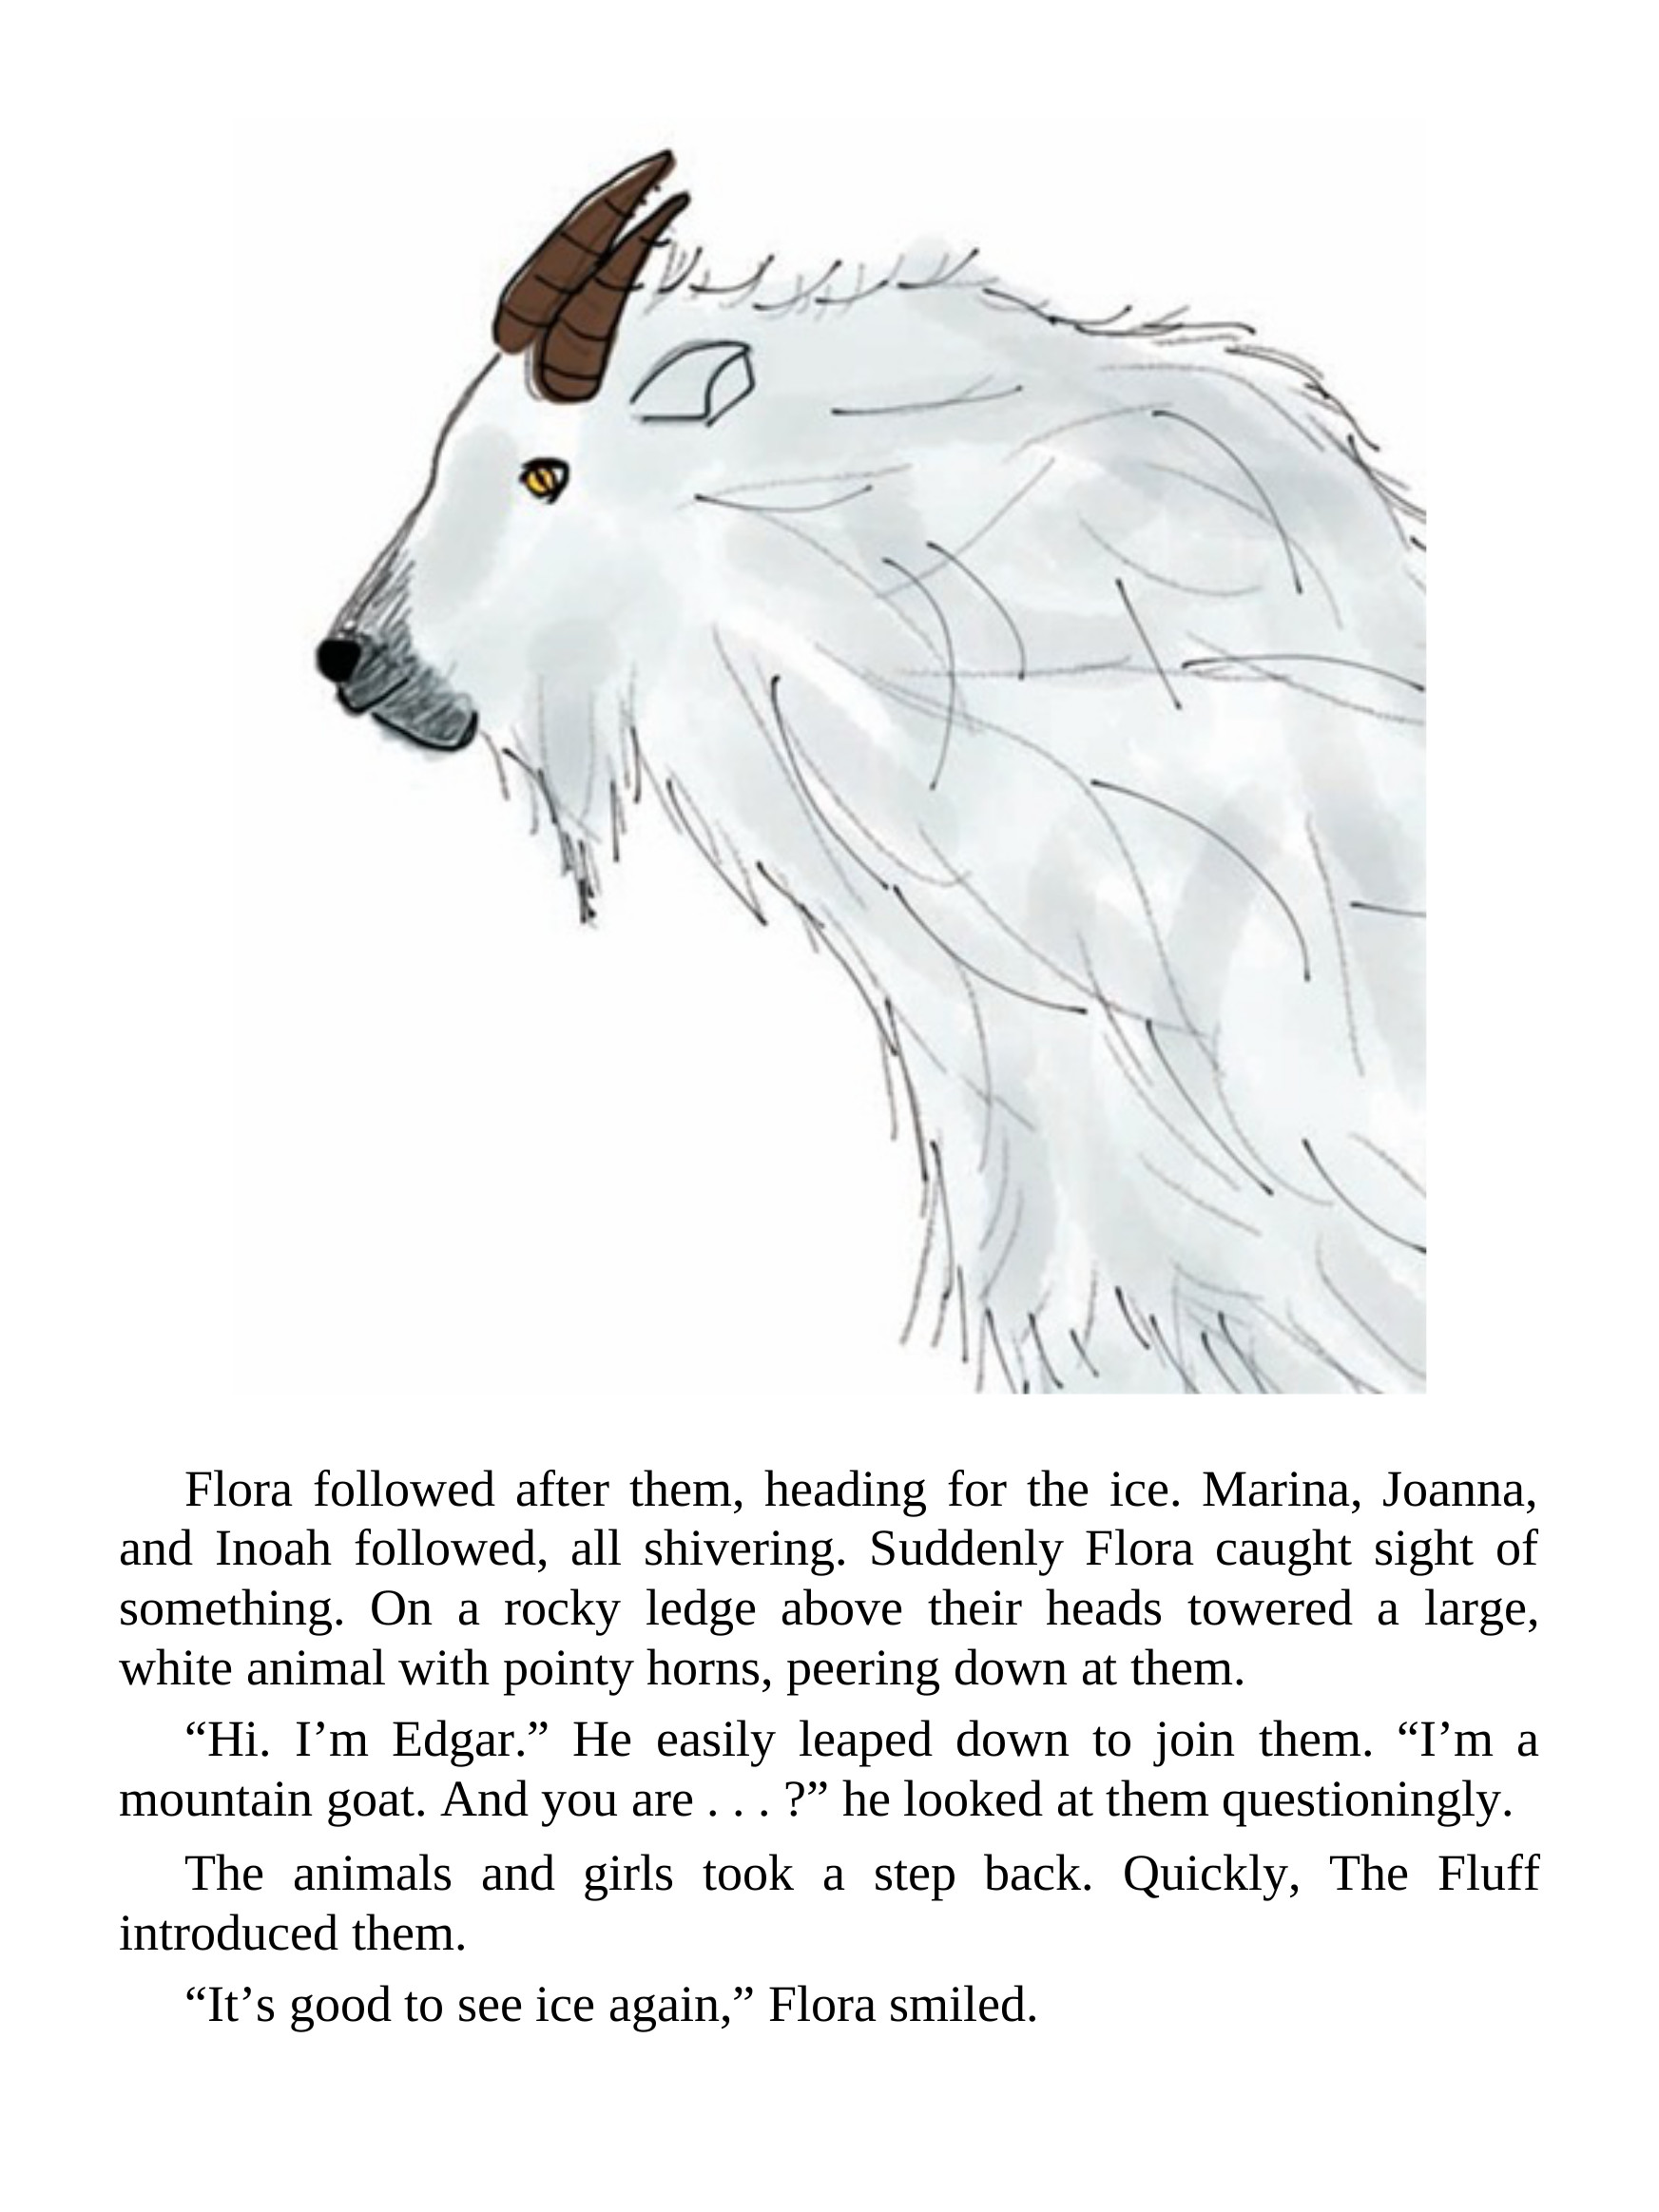 Flora followed after them, heading for the ice. Marina, Joanna,
and Inoah followed, all shivering. Suddenly Flora caught sight of
something. On a rocky ledge above their heads towered a large,
white animal with pointy horns, peering down at them.
“Hi. I’m Edgar.” He easily leaped down to join them. “I’m a
mountain goat. And you are . . . ?” he looked at them questioningly.
The animals and girls took a step back. Quickly, The Fluff
introduced them.
“It’s good to see ice again,” Flora smiled.